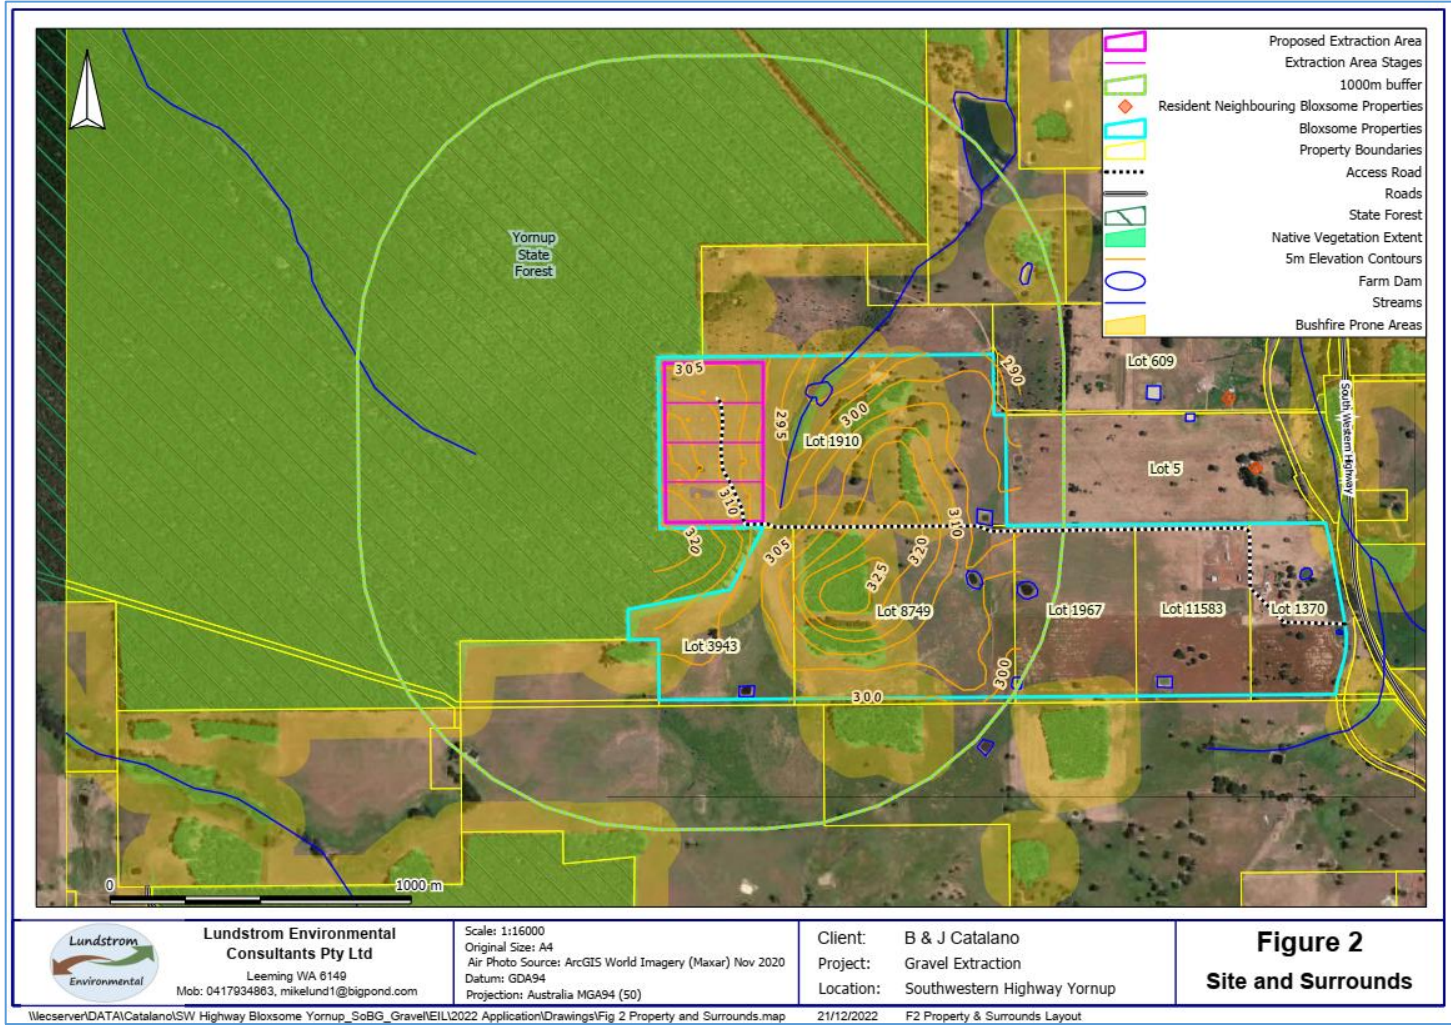 Proposed Extraction Area
Extraction Area Stages
1000m buffer
Resident Neighbouring Bloxsome Properties
Bloxsome Properties
Property Boundaries
Access Road
Roads
State Forest
Native Vegetation Extent
5m Elevation Contours
Farm Dam
Streams
Bushfire Prone Areas
Yornup
State
Forest
305
290
Lot 609
South Western Highway
295
300
Lot 1910
Lot 5
310
310
320
305
320
325
Lot 8749
Lot 1967
Lot 11583
Lot 1370
Lot 3943
300
300
0
1000 m
Lundstrom
Environmental
Lundstrom Environmental
Consultants Pty Ltd
Leeming WA 6149
Mob: 0417934863, mikelund1@bigpond.com
Scale: 1:16000
Original Size: A4
Air Photo Source: ArcGIS World Imagery (Maxar) Nov 2020
Datum: GDA94
Projection: Australia MGA94 (50)
Client: B & J Catalano
Project: Gravel Extraction
Location: Southwestern Highway Yornup
Figure 2
Site and Surrounds
\\lecserver\DATA\Catalano\SW Highway Bloxsome Yornup_SoBG_Gravel\EIL\2022 Application\Drawings\Fig 2 Property and Surrounds.map 21/12/2022 F2 Property & Surrounds Layout